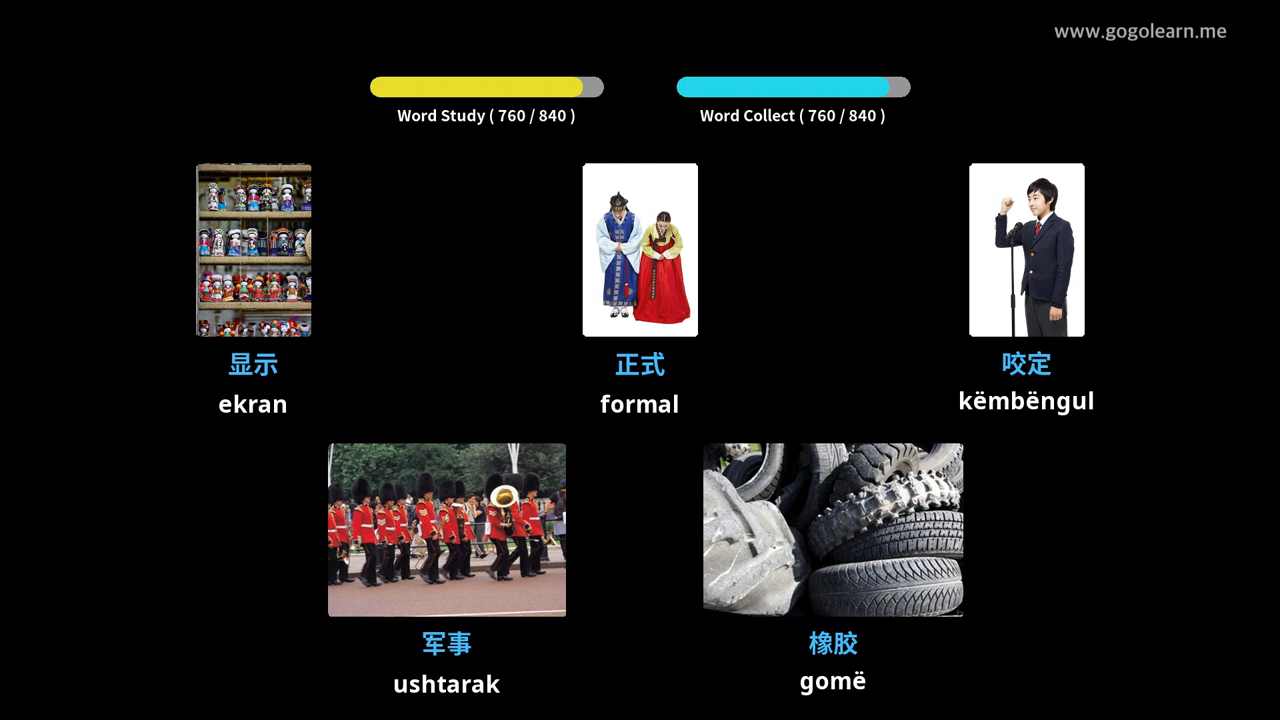 www.gogolearn.me
Word Study ( 760 / 840 )
Word Collect ( 760 / 840 )
显示
ekran
正式
formal
咬定
këmbëngul
军事
ushtarak
橡胶
gomë